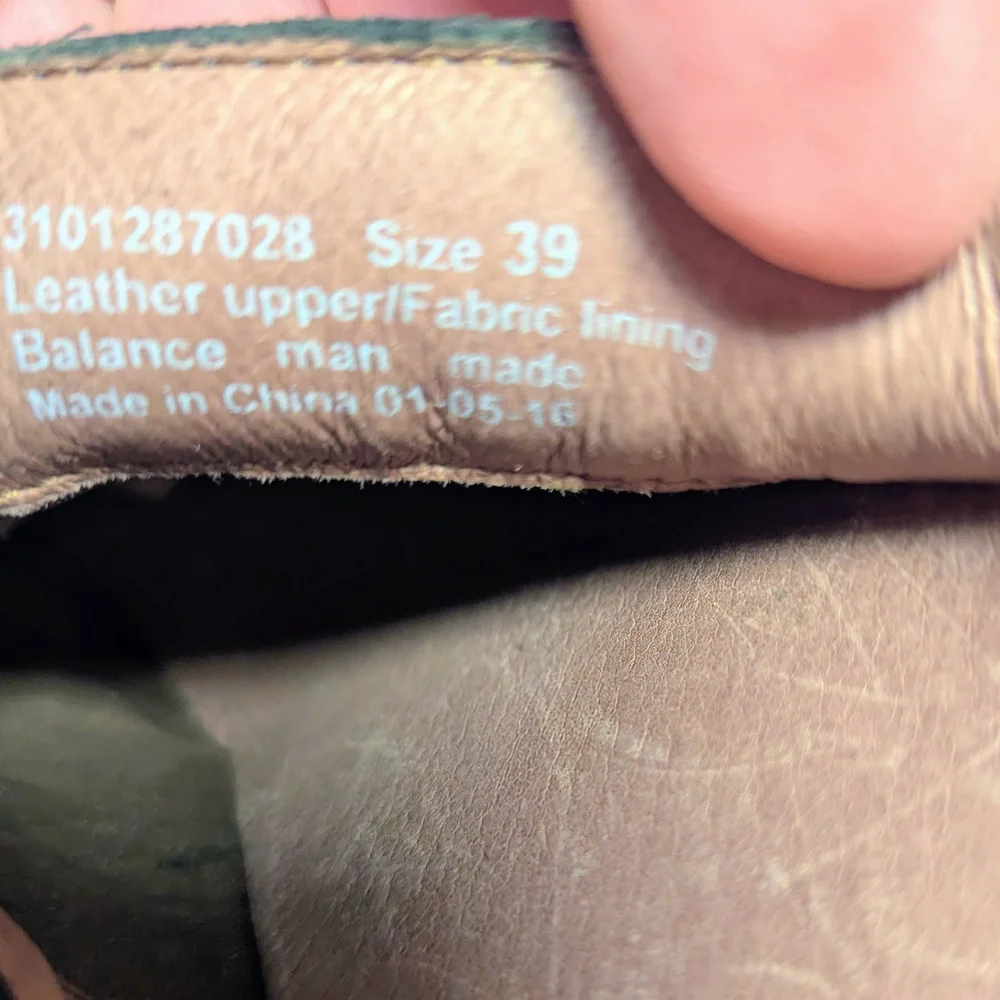 3101287028 Size 39
Leather upper/Fabric lining
Balance man made
Made in China 01-05-16